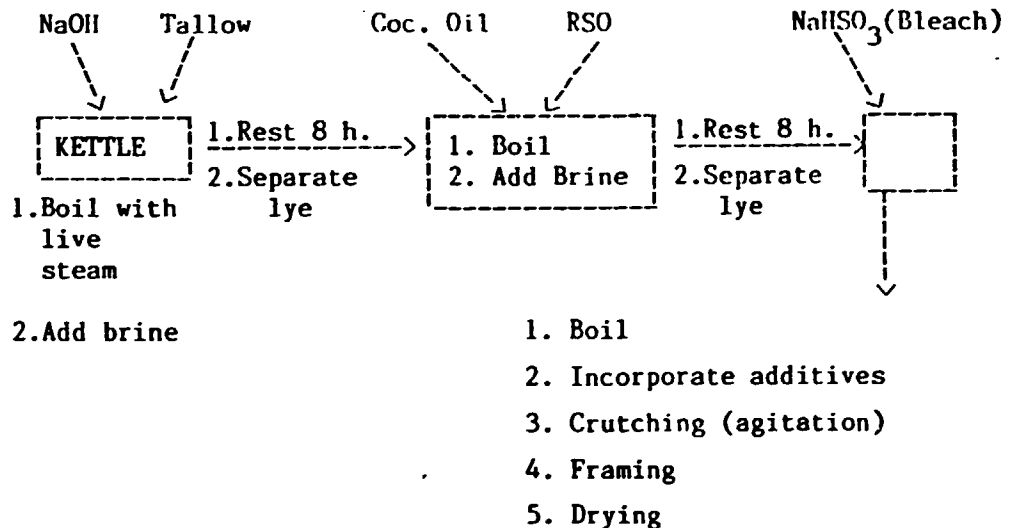 NaOH Tallow Coc. Oil RSO NaHSO3(Bleach)
KETTLE
1.Rest 8 h.
2.Separate
lye
1. Boil
2. Add Brine
1.Rest 8 h.
2.Separate
lye
1.Boil with
live
steam
2.Add brine
1. Boil
2. Incorporate additives
3. Crutching (agitation)
4. Framing
5. Drying